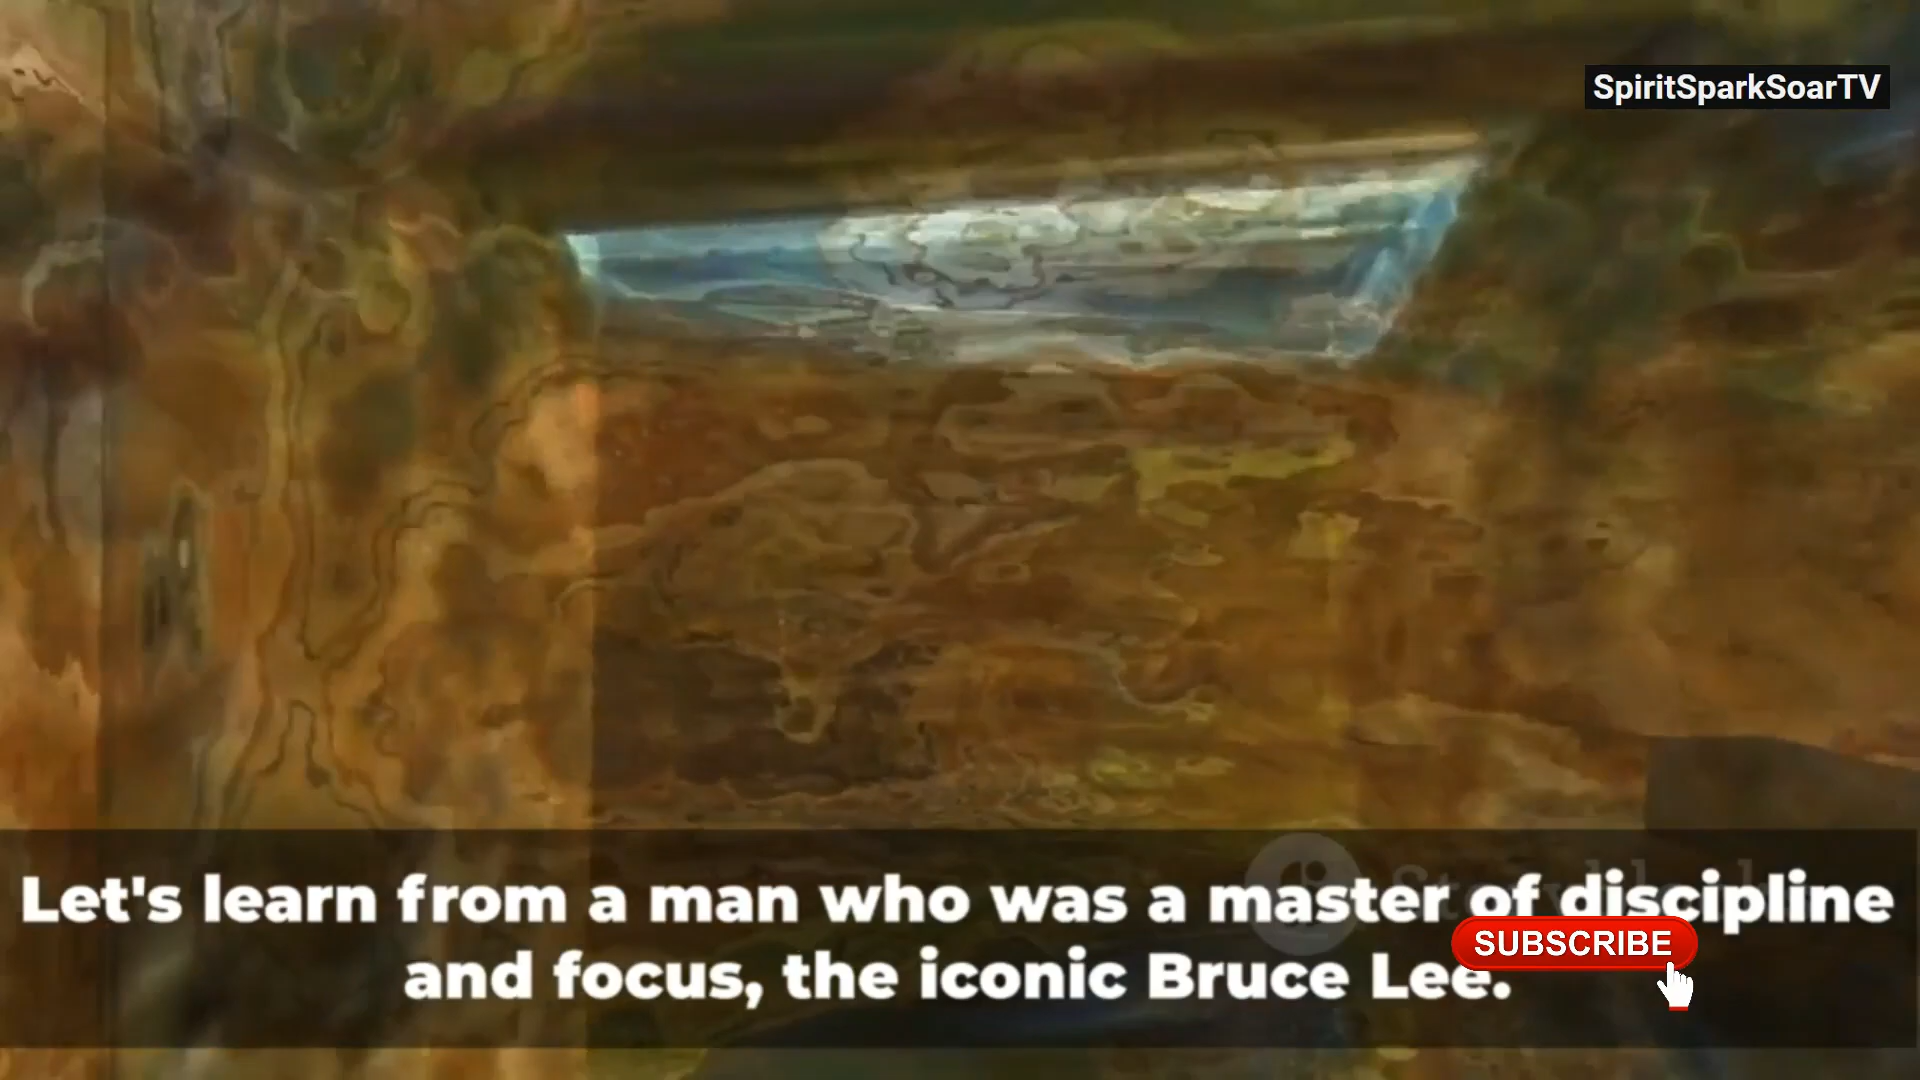 SpiritSparkSoarTV
Let's learn from a man who was a master of discipline
and focus, the iconic Bruce Lee.
SUBSCRIBE